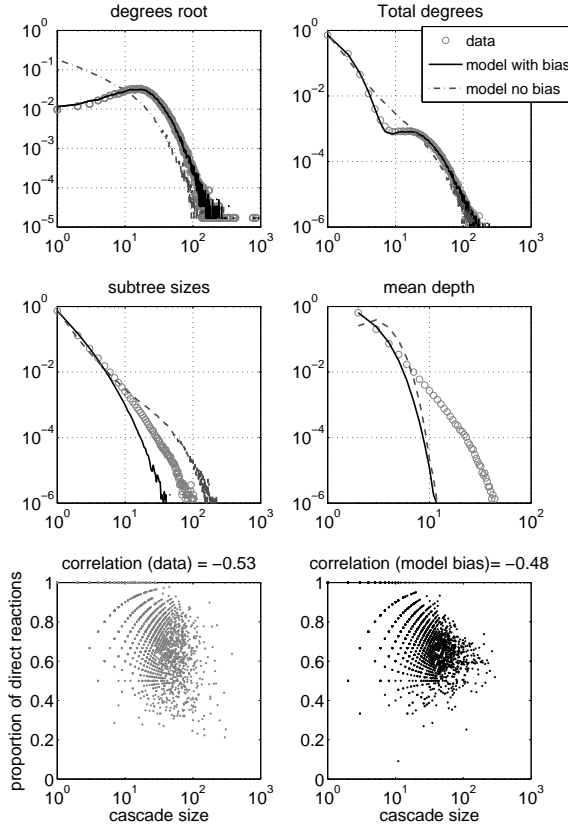 degrees root
Total degrees
10^0
10^-1
10^-2
10^-3
10^-4
10^-5
10^0 10^1 10^2 10^3
10^0
10^-2
10^-4
10^-6
10^0 10^1 10^2 10^3
data
model with bias
model no bias
subtree sizes
mean depth
10^0
10^-2
10^-4
10^-6
10^0 10^1 10^2 10^3
10^0
10^-2
10^-4
10^-6
10^0 10^1 10^2
correlation (data) = −0.53
correlation (model bias)= −0.48
proportion of direct reactions
1
0.8
0.6
0.4
0.2
0
10^0 10^1 10^2 10^3
cascade size
1
0.8
0.6
0.4
0.2
0
10^0 10^1 10^2 10^3
cascade size